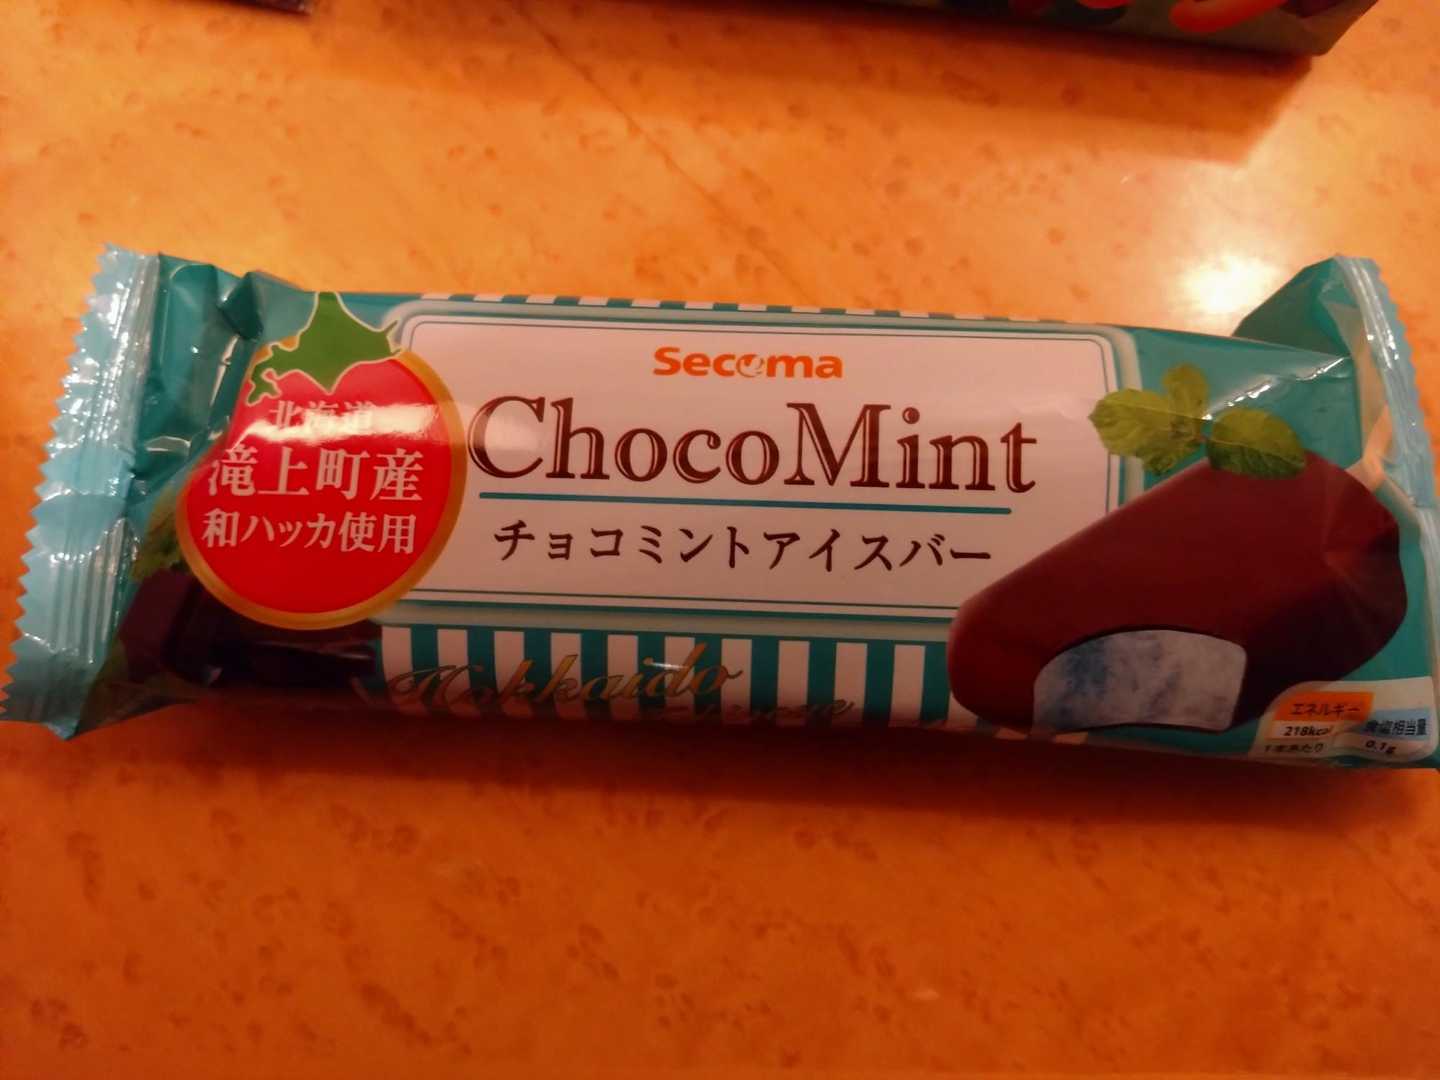 Secoma
ChocoMint
チョコミントアイスバー
北海道
滝上町産
和ハッカ使用
Hokkaido
エネルギー
218kcal
1本あたり
食塩相当量
0.1g